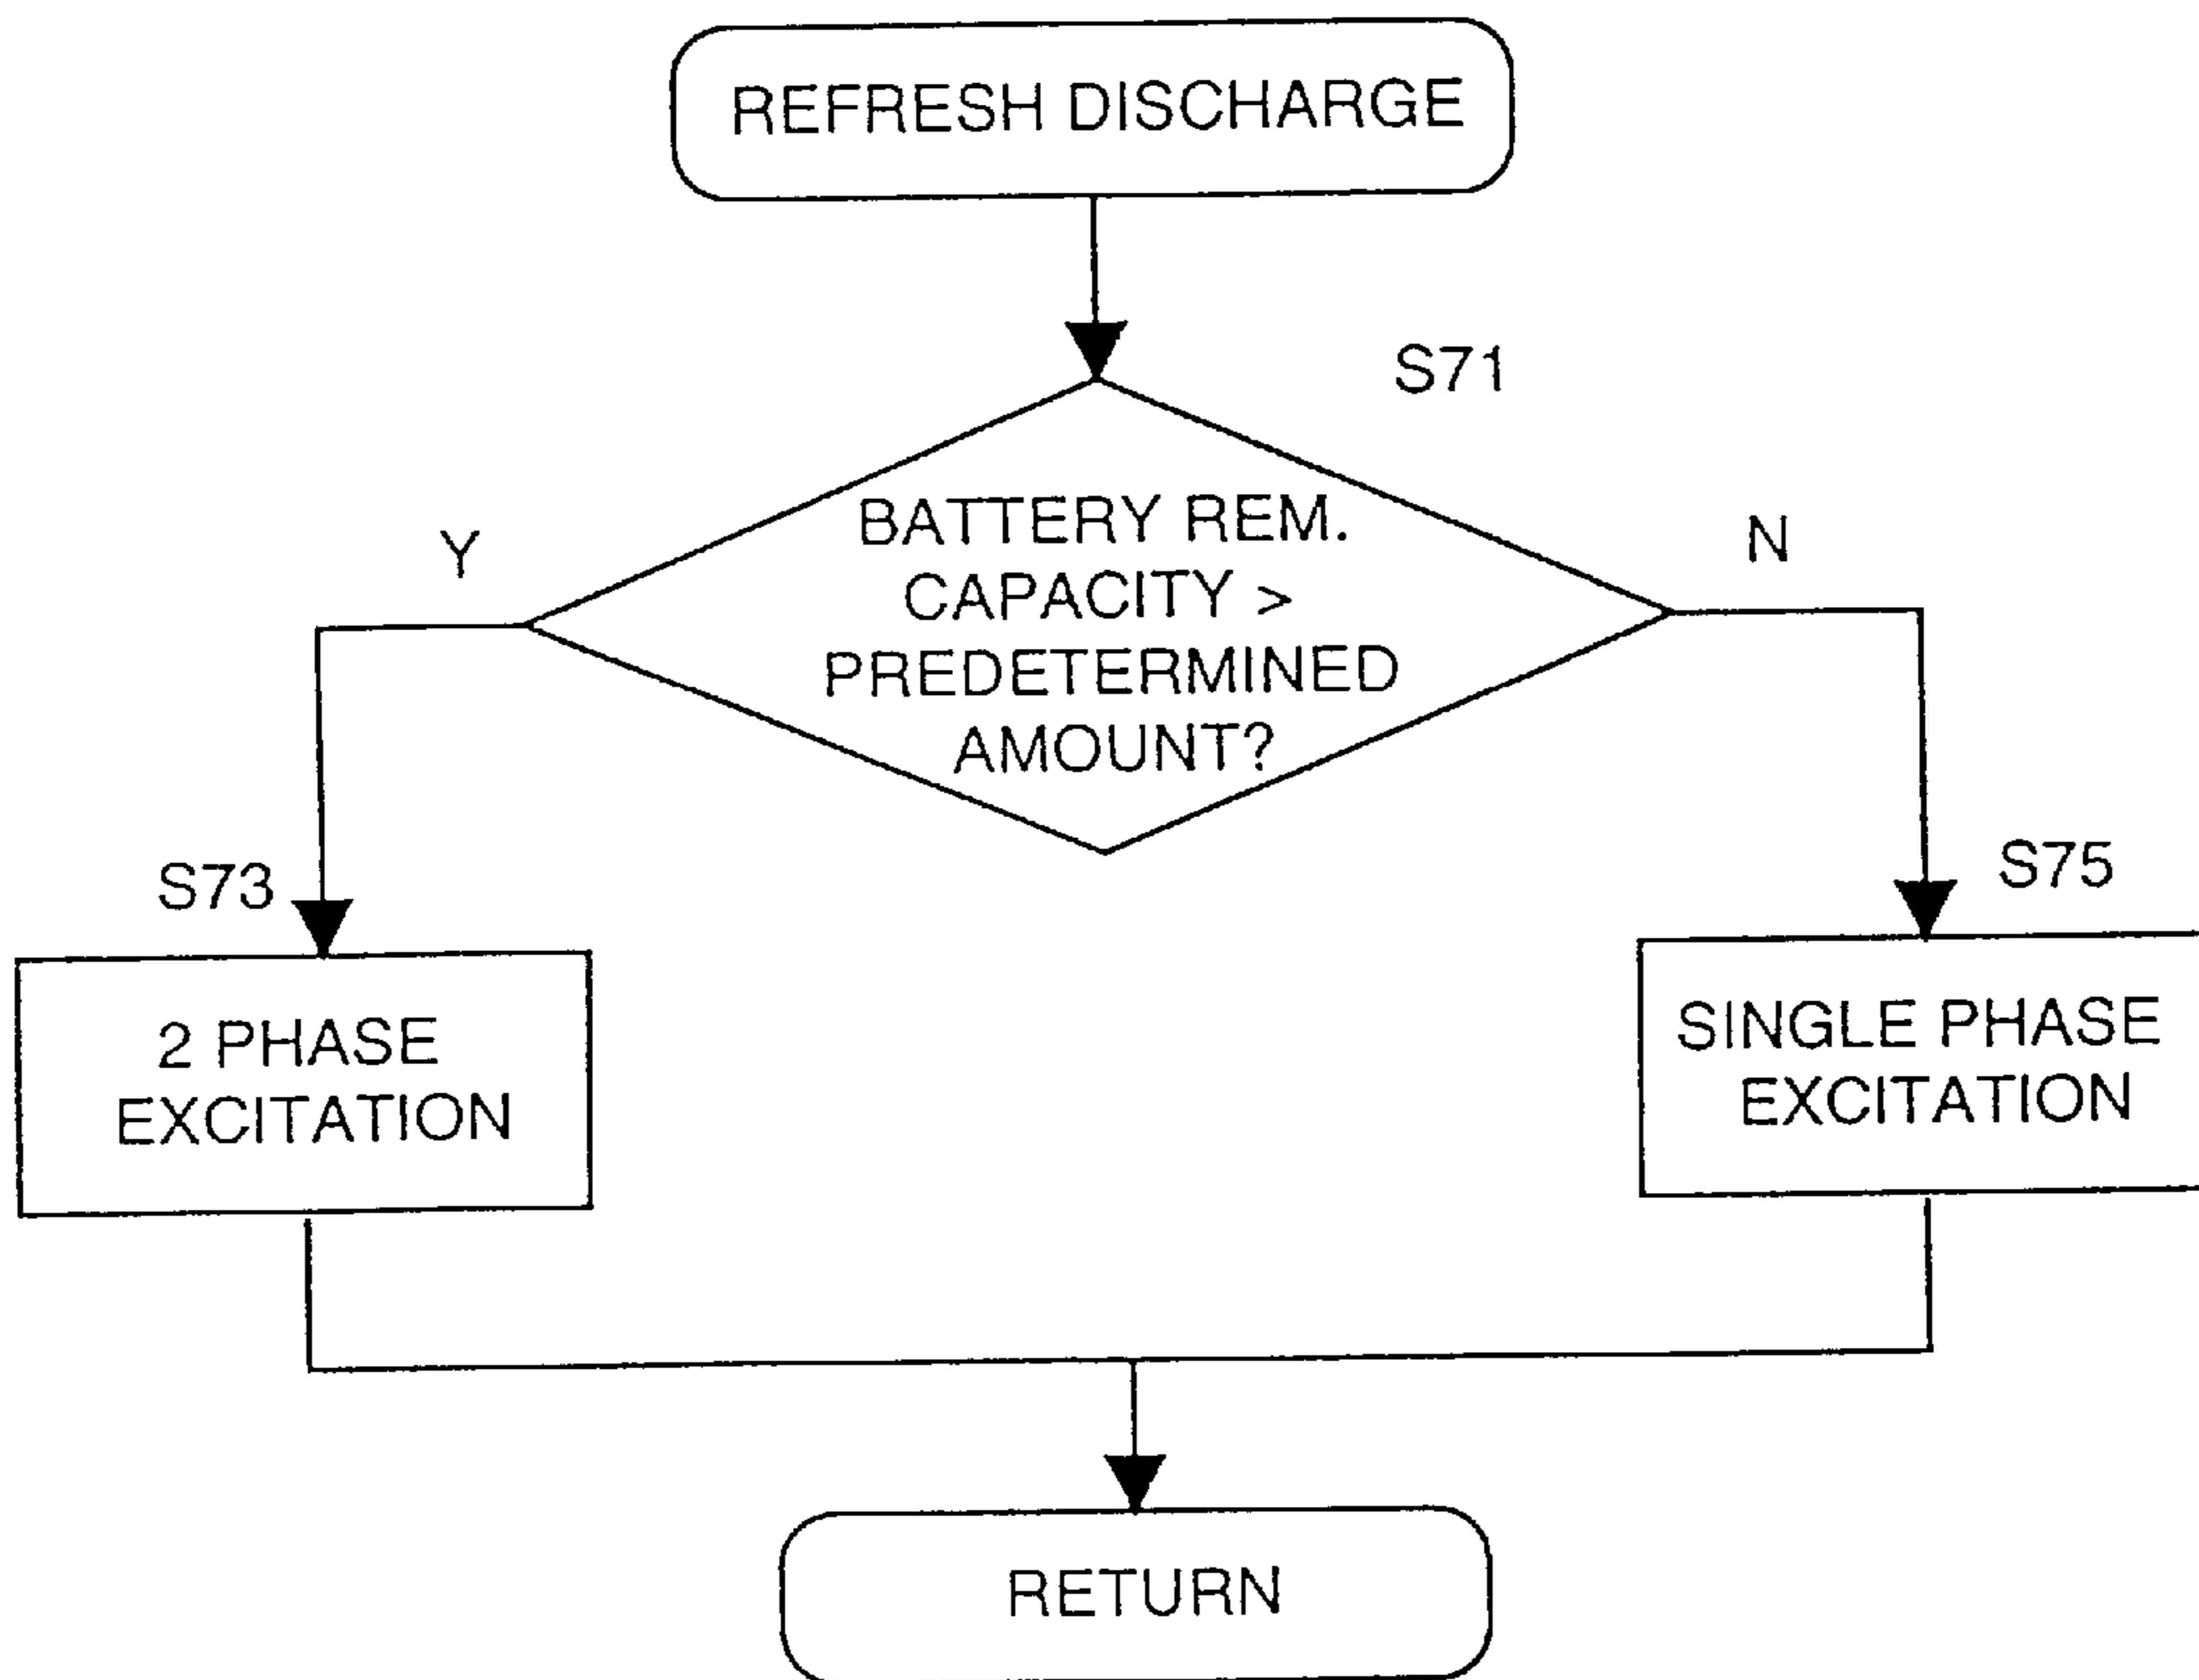 REFRESH DISCHARGE
S71
BATTERY REM.
CAPACITY >
PREDETERMINED
AMOUNT?
Y
N
S73
S75
2 PHASE
EXCITATION
SINGLE PHASE
EXCITATION
RETURN